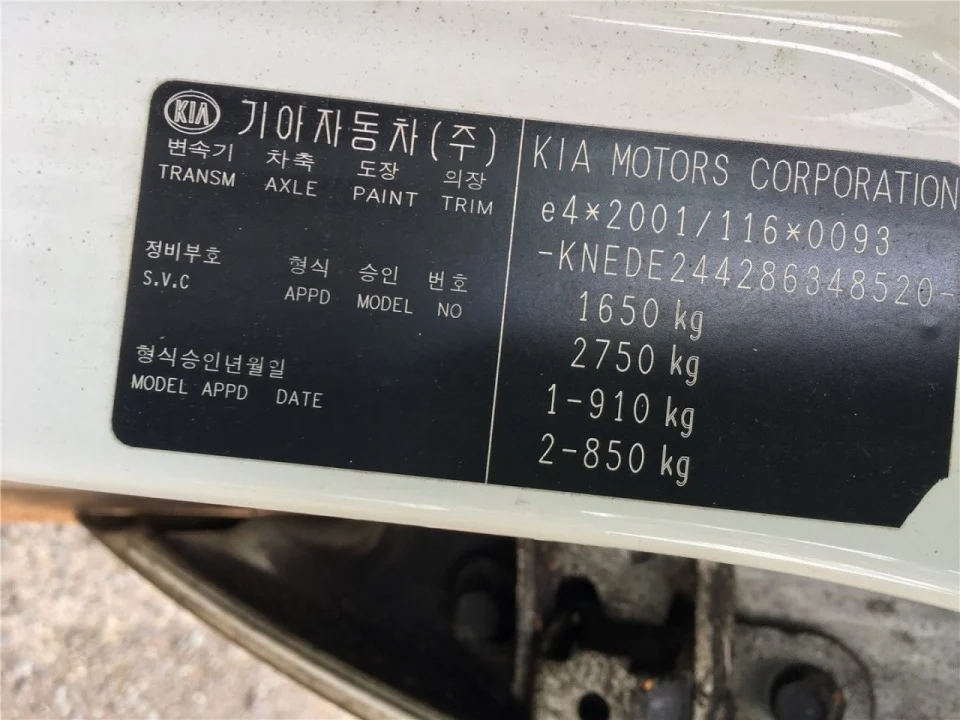 KIA 기아자동차(주)
변속기 차축 도장 의장
TRANSM AXLE PAINT TRIM
정비부호 형식 승인 번호
S.V.C APPD MODEL NO
형식승인년월일
MODEL APPD DATE
KIA MOTORS CORPORATION
e4*2001/116*0093
-KNEDE244286348520-
1650 kg
2750 kg
1-910 kg
2-850 kg